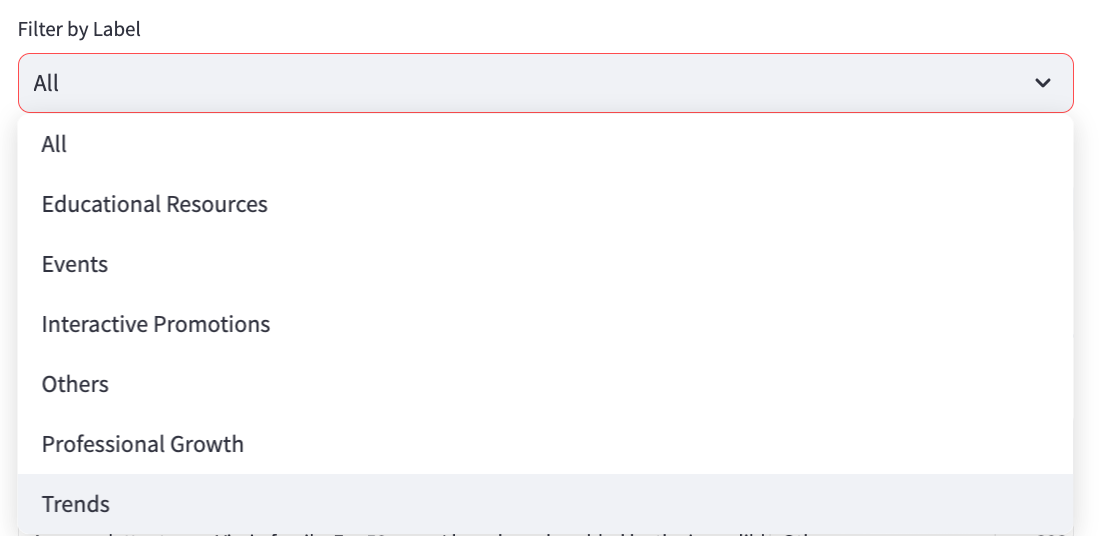 Filter by Label
All
All
Educational Resources
Events
Interactive Promotions
Others
Professional Growth
Trends